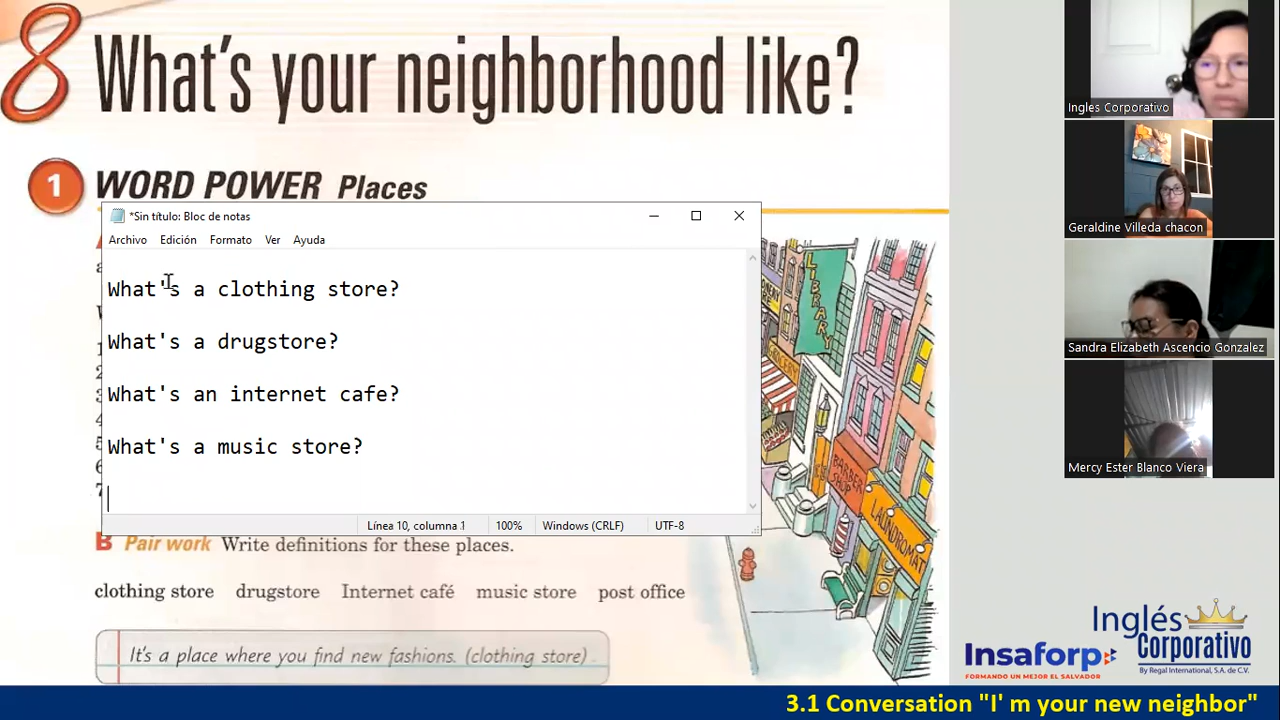 8 What's your neighborhood like?
1 WORD POWER Places
*Sin título: Bloc de notas
Archivo Edición Formato Ver Ayuda
What's a clothing store?
What's a drugstore?
What's an internet cafe?
What's a music store?
Línea 10, columna 1 100% Windows (CRLF) UTF-8
B Pair work Write definitions for these places.
clothing store drugstore Internet café music store post office
It's a place where you find new fashions. (clothing store)
LIBRARY
GROCERY
BARBER SHOP
LAUNDROMAT
Ingles Corporativo
Geraldine Villeda chacon
Sandra Elizabeth Ascencio Gonzalez
Mercy Ester Blanco Viera
Insaforp
FORMANDO UN MEJOR EL SALVADOR
Inglés
Corporativo
By Regal International, S.A. de C.V.
3.1 Conversation "I' m your new neighbor"